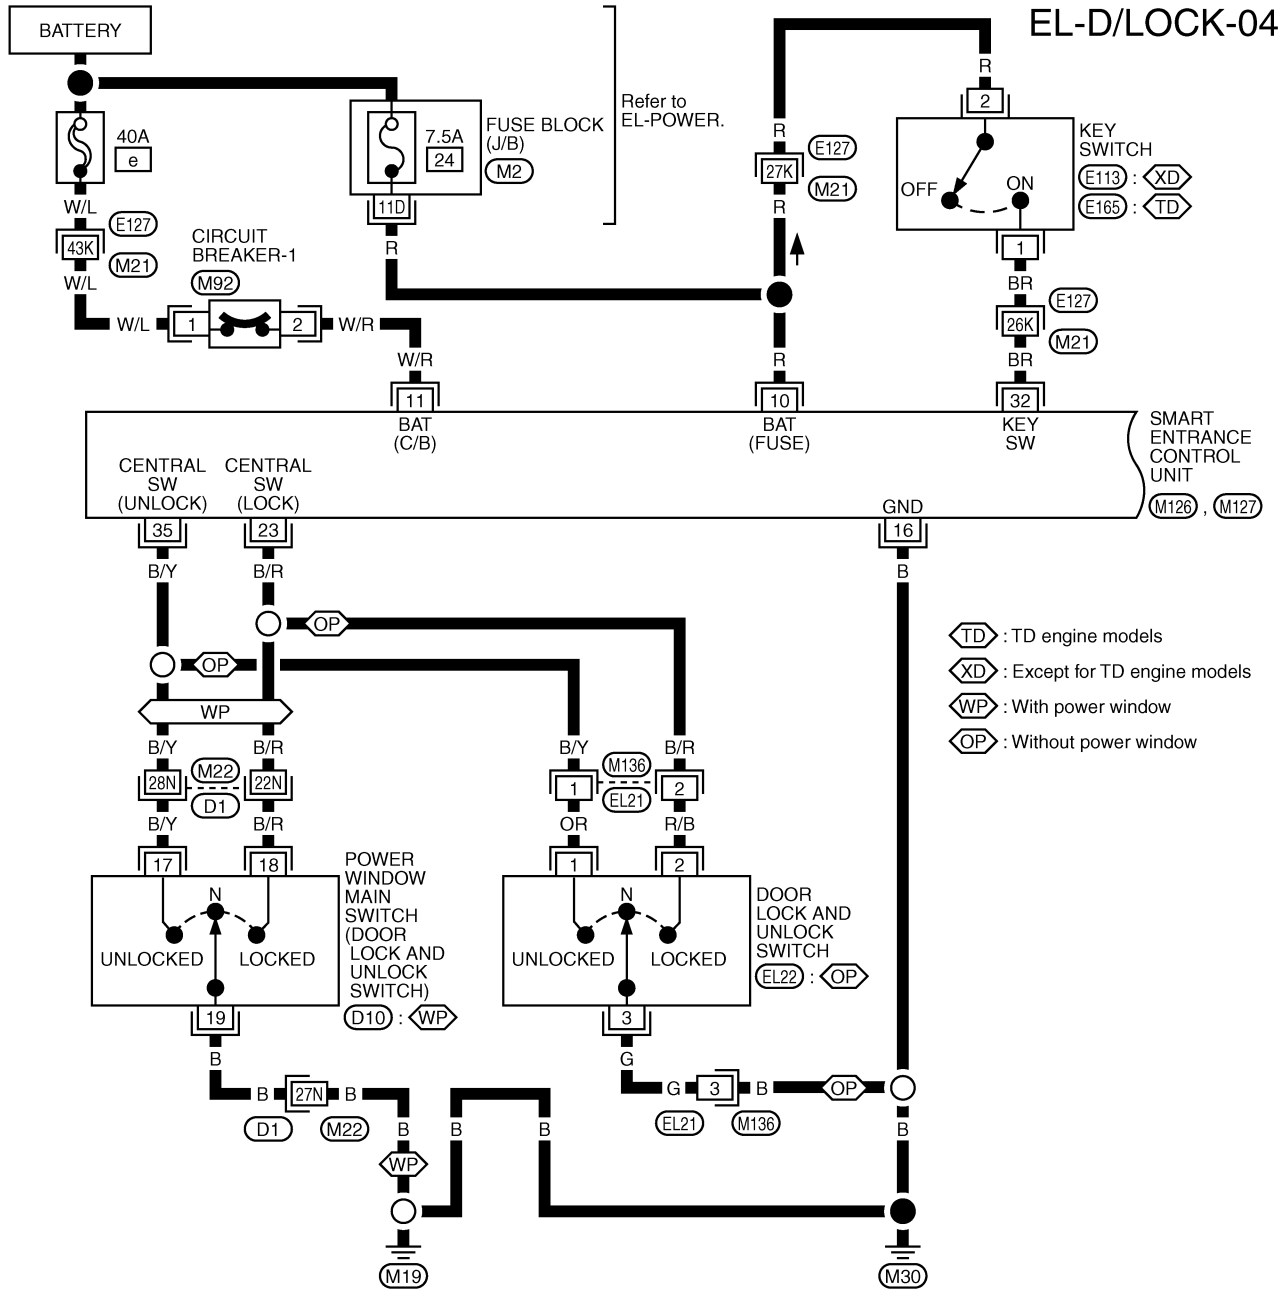 EL-D/LOCK-04
BATTERY
40A
e
W/L
E127
43K
M21
W/L
W/L
CIRCUIT
BREAKER-1
M92
1
2
W/R
W/R
7.5A
24
FUSE BLOCK
(J/B)
M2
11D
R
Refer to
EL-POWER.
R
E127
27K
M21
R
R
R
2
KEY
SWITCH
E113 : XD
E165 : TD
OFF
ON
1
BR
E127
26K
M21
BR
11
10
32
BAT
(C/B)
BAT
(FUSE)
KEY
SW
SMART
ENTRANCE
CONTROL
UNIT
M126 , M127
CENTRAL
SW
(UNLOCK)
CENTRAL
SW
(LOCK)
GND
35
23
16
B/Y
B/R
B
OP
OP
WP
TD : TD engine models
XD : Except for TD engine models
WP : With power window
OP : Without power window
B/Y
B/R
28N
M22
22N
D1
B/Y
B/R
17
18
B/Y
B/R
1
M136
2
EL21
OR
R/B
1
2
N
UNLOCKED
LOCKED
POWER
WINDOW
MAIN
SWITCH
(DOOR
LOCK AND
UNLOCK
SWITCH)
D10 : WP
N
UNLOCKED
LOCKED
DOOR
LOCK AND
UNLOCK
SWITCH
EL22 : OP
19
B
B
27N
B
D1
M22
B
WP
B
B
3
G
G
3
B
OP
EL21
M136
B
M19
M30